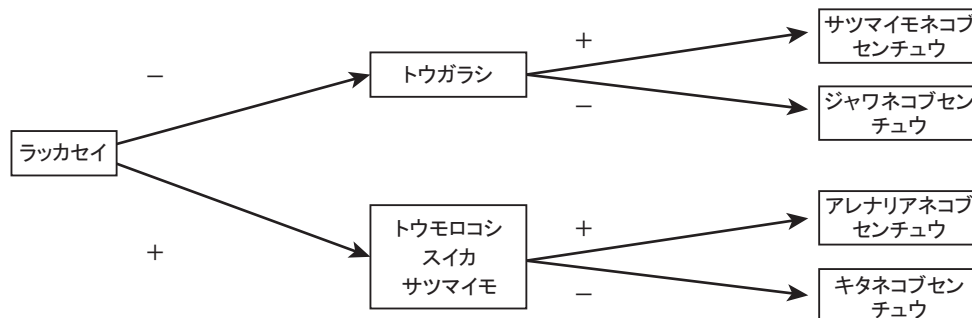 ラッカセイ
−
+
トウガラシ
+
−
サツマイモネコブ
センチュウ
ジャワネコブセン
チュウ
トウモロコシ
スイカ
サツマイモ
+
−
アレナリアネコブ
センチュウ
キタネコブセン
チュウ